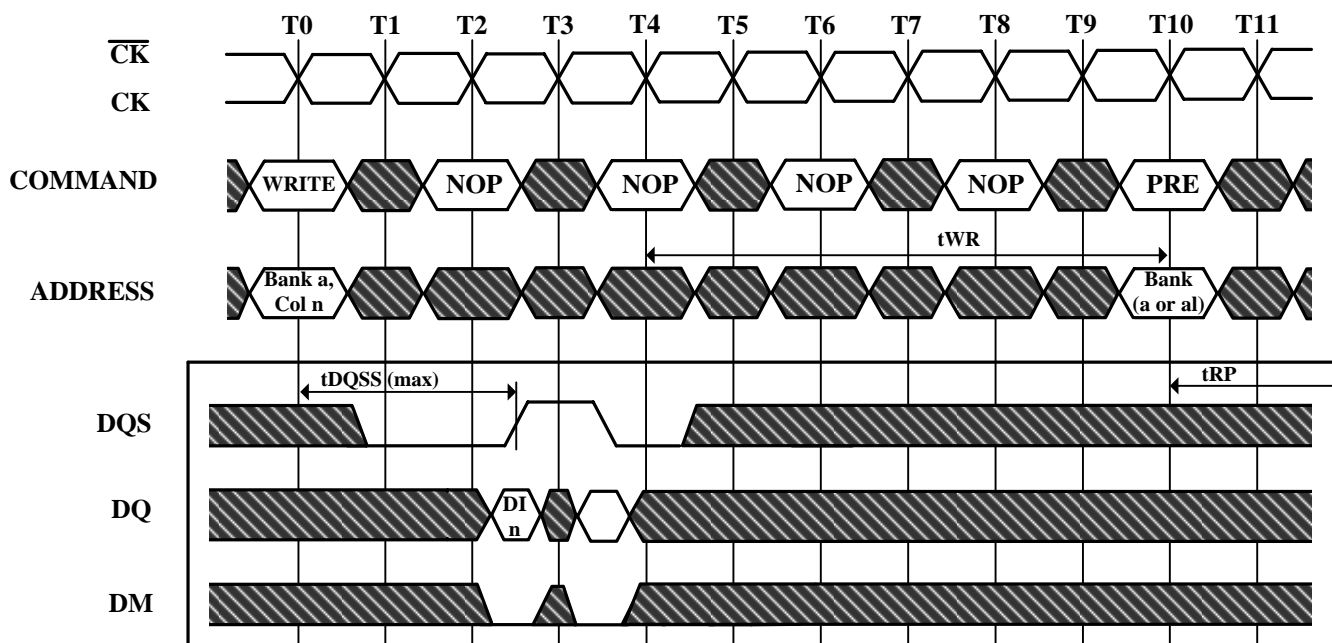 T0 T1 T2 T3 T4 T5 T6 T7 T8 T9 T10 T11
CK
CK
COMMAND WRITE NOP NOP NOP NOP PRE
tWR
ADDRESS
Bank a,
Col n
Bank
(a or al)
tDQSS (max)
tRP
DQS
DQ
DI
n
DM